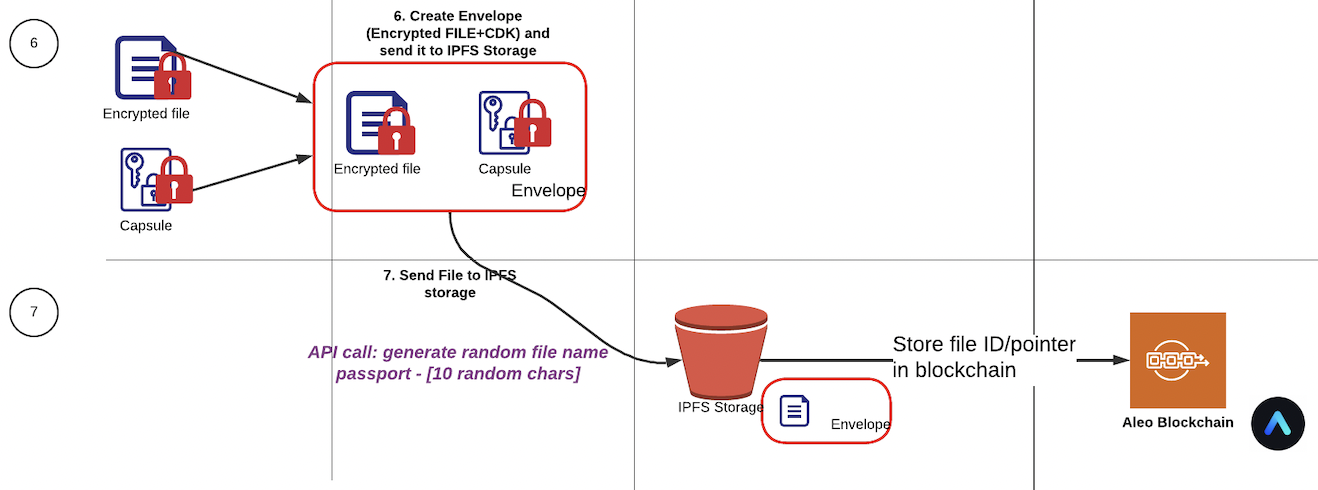 6
6. Create Envelope
(Encrypted FILE+CDK) and
send it to IPFS Storage
Encrypted file
Capsule
Encrypted file
Capsule
Envelope
7
7. Send File to IPFS
storage
API call: generate random file name
passport - [10 random chars]
IPFS Storage
Envelope
Store file ID/pointer
in blockchain
Aleo Blockchain